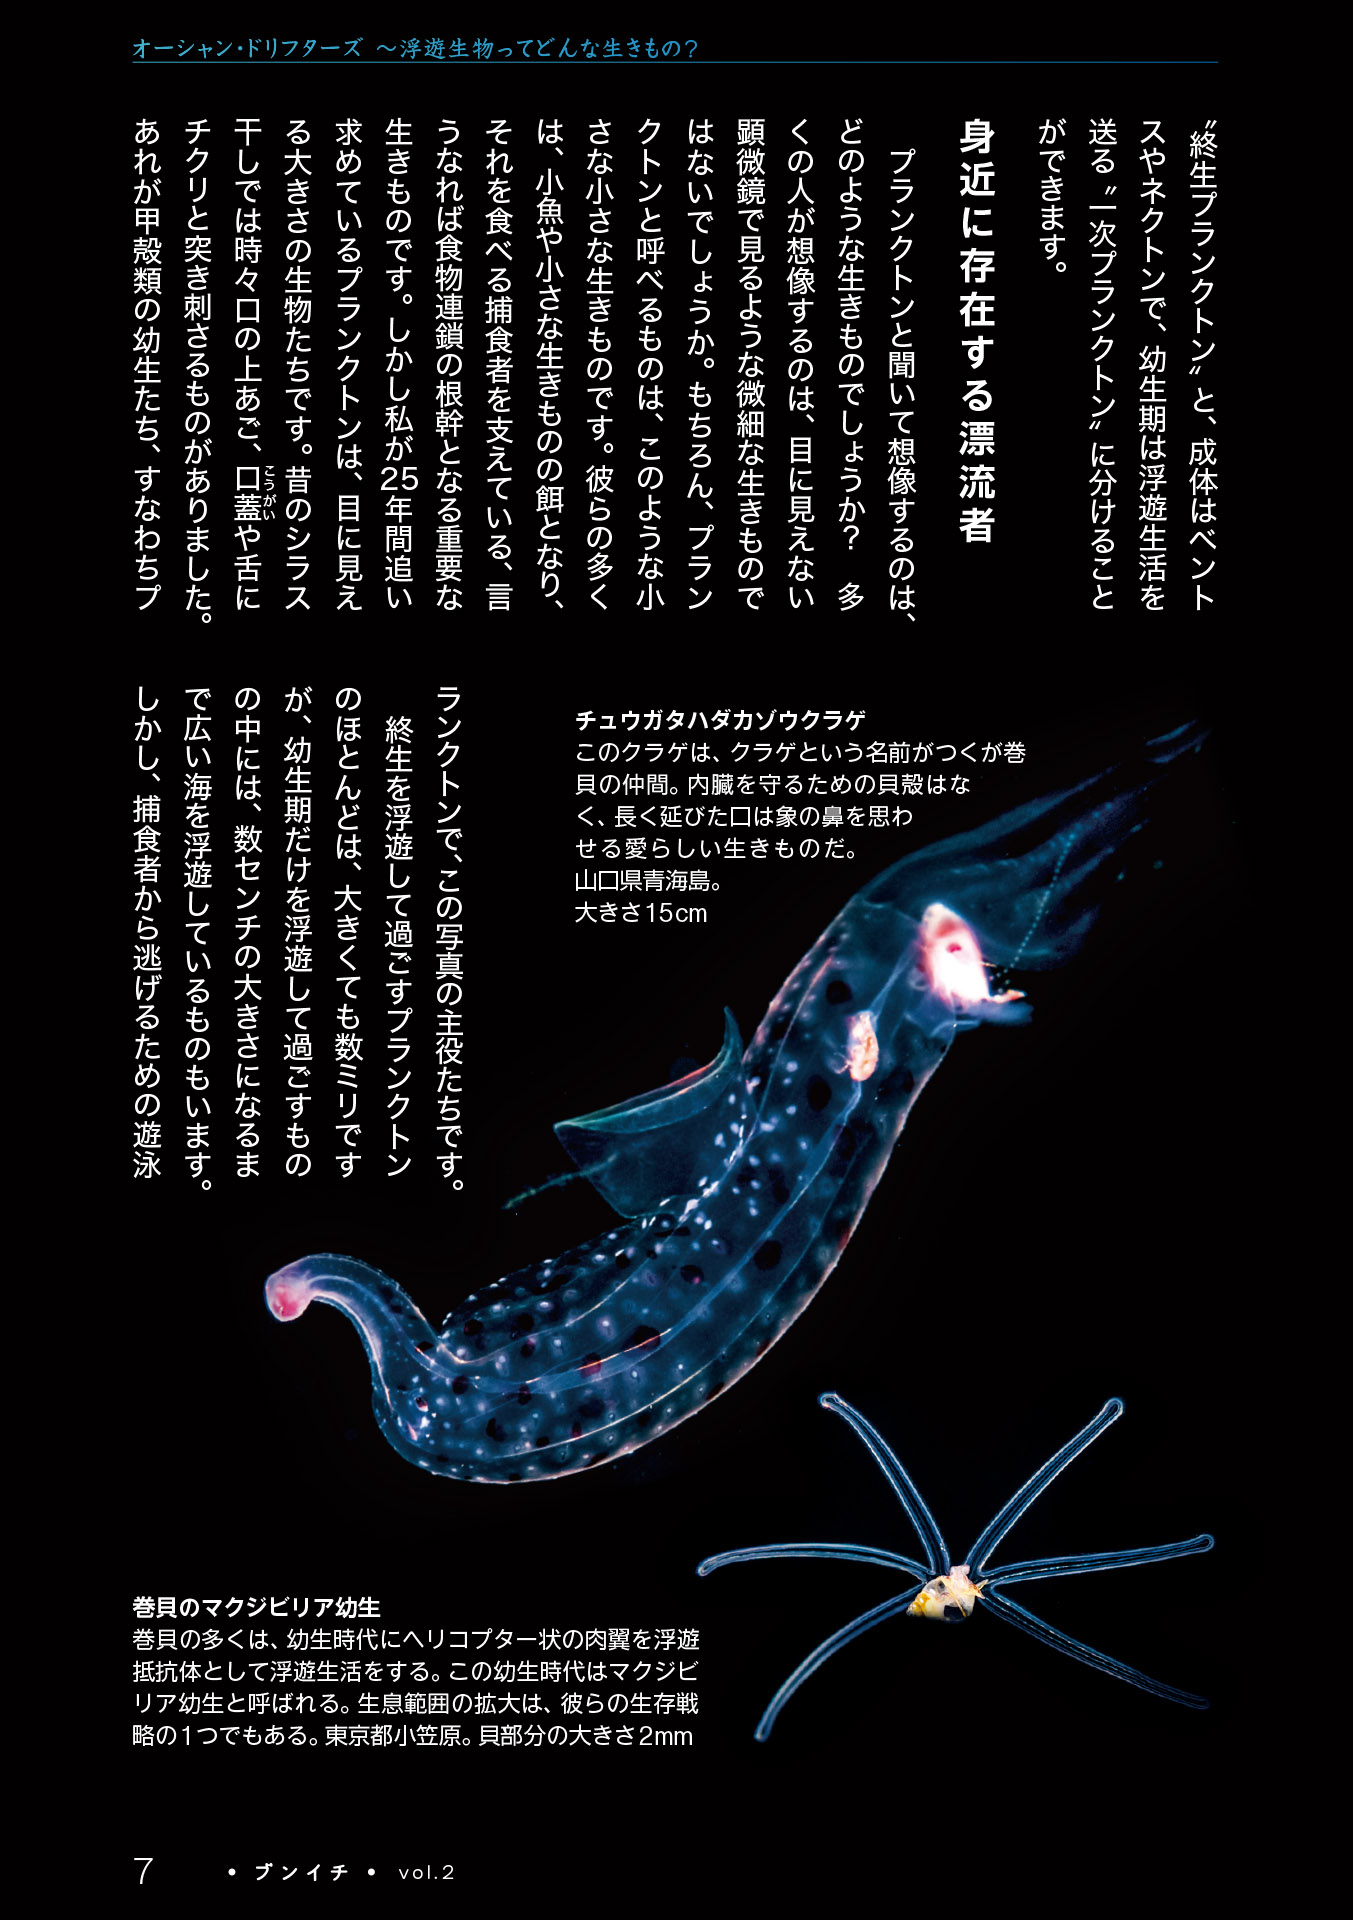 オーシャン・ドリフターズ ～浮遊生物ってどんな生きもの？
〝終生プランクトン〟と、成体はベント
スやネクトンで、幼生期は浮遊生活を
送る〝一次プランクトン〟に分けること
ができます。
身近に存在する漂流者
プランクトンと聞いて想像するのは、
どのような生きものでしょうか？　多
くの人が想像するのは、目に見えない
顕微鏡で見るような微細な生きもので
はないでしょうか。もちろん、プラン
クトンと呼べるものは、このような小
さな小さな生きものです。彼らの多く
は、小魚や小さな生きものの餌となり、
それを食べる捕食者を支えている、言
うなれば食物連鎖の根幹となる重要な
生きものです。しかし私が25年間追い
求めているプランクトンは、目に見え
る大きさの生物たちです。昔のシラス
干しでは時々口の上あご、口蓋や舌に
こうがい
チクリと突き刺さるものがありました。
あれが甲殻類の幼生たち、すなわちプ
ランクトンで、この写真の主役たちです。
終生を浮遊して過ごすプランクトン
のほとんどは、大きくても数ミリです
が、幼生期だけを浮遊して過ごすもの
の中には、数センチの大きさになるま
で広い海を浮遊しているものもいます。
しかし、捕食者から逃げるための遊泳
チュウガタハダカゾウクラゲ
このクラゲは、クラゲという名前がつくが巻
貝の仲間。内臓を守るための貝殻はな
く、長く延びた口は象の鼻を思わ
せる愛らしい生きものだ。
山口県青海島。
大きさ15cm
巻貝のマクジビリア幼生
巻貝の多くは、幼生時代にヘリコプター状の肉翼を浮遊
抵抗体として浮遊生活をする。この幼生時代はマクジビ
リア幼生と呼ばれる。生息範囲の拡大は、彼らの生存戦
略の1つでもある。東京都小笠原。貝部分の大きさ2mm
7 • ブンイチ • vol.2